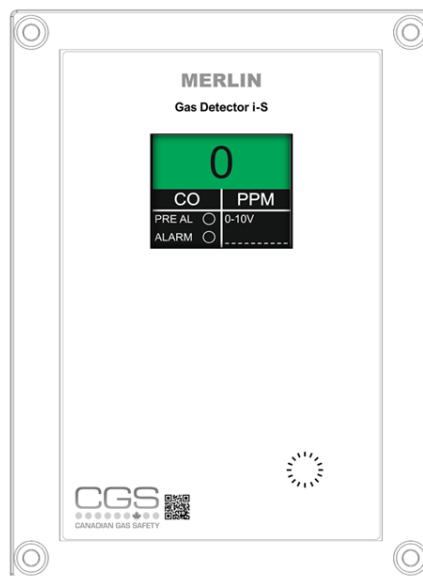 MERLIN
Gas Detector i-S
0
CO PPM
PRE AL 0-10V
ALARM
CGS
CANADIAN GAS SAFETY